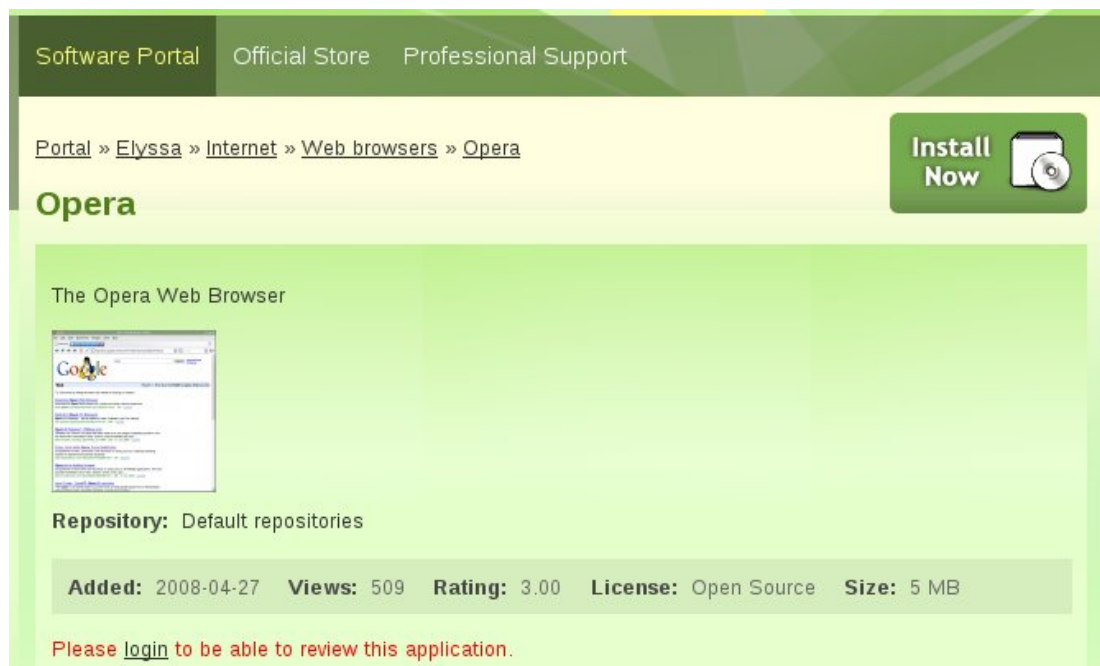 Software Portal Official Store Professional Support
Portal » Elyssa » Internet » Web browsers » Opera
Install
Now
Opera
The Opera Web Browser
Google
Repository: Default repositories
Added: 2008-04-27 Views: 509 Rating: 3.00 License: Open Source Size: 5 MB
Please login to be able to review this application.